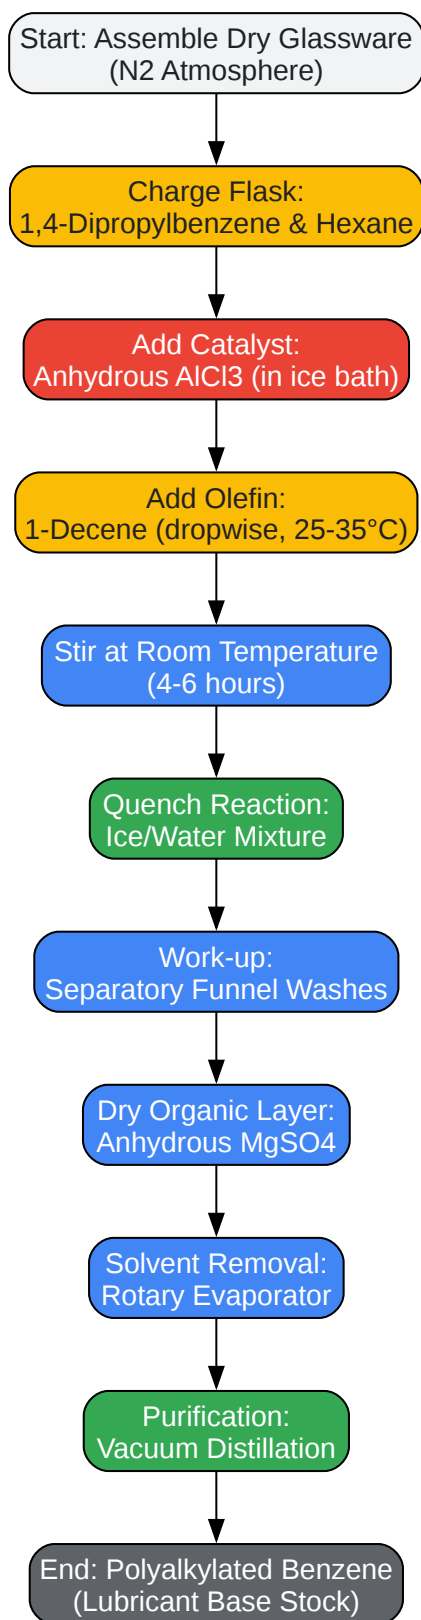 Start: Assemble Dry Glassware
(N2 Atmosphere)
Charge Flask:
1,4-Dipropylbenzene & Hexane
Add Catalyst:
Anhydrous AlCl3 (in ice bath)
Add Olefin:
1-Decene (dropwise, 25-35°C)
Stir at Room Temperature
(4-6 hours)
Quench Reaction:
Ice/Water Mixture
Work-up:
Separatory Funnel Washes
Dry Organic Layer:
Anhydrous MgSO4
Solvent Removal:
Rotary Evaporator
Purification:
Vacuum Distillation
End: Polyalkylated Benzene
(Lubricant Base Stock)